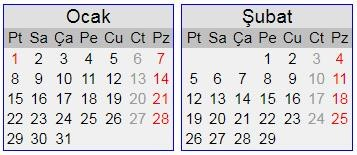 Ocak
Pt Sa Ça Pe Cu Ct Pz
1 2 3 4 5 6 7
8 9 10 11 12 13 14
15 16 17 18 19 20 21
22 23 24 25 26 27 28
29 30 31
Şubat
Pt Sa Ça Pe Cu Ct Pz
1 2 3 4
5 6 7 8 9 10 11
12 13 14 15 16 17 18
19 20 21 22 23 24 25
26 27 28 29